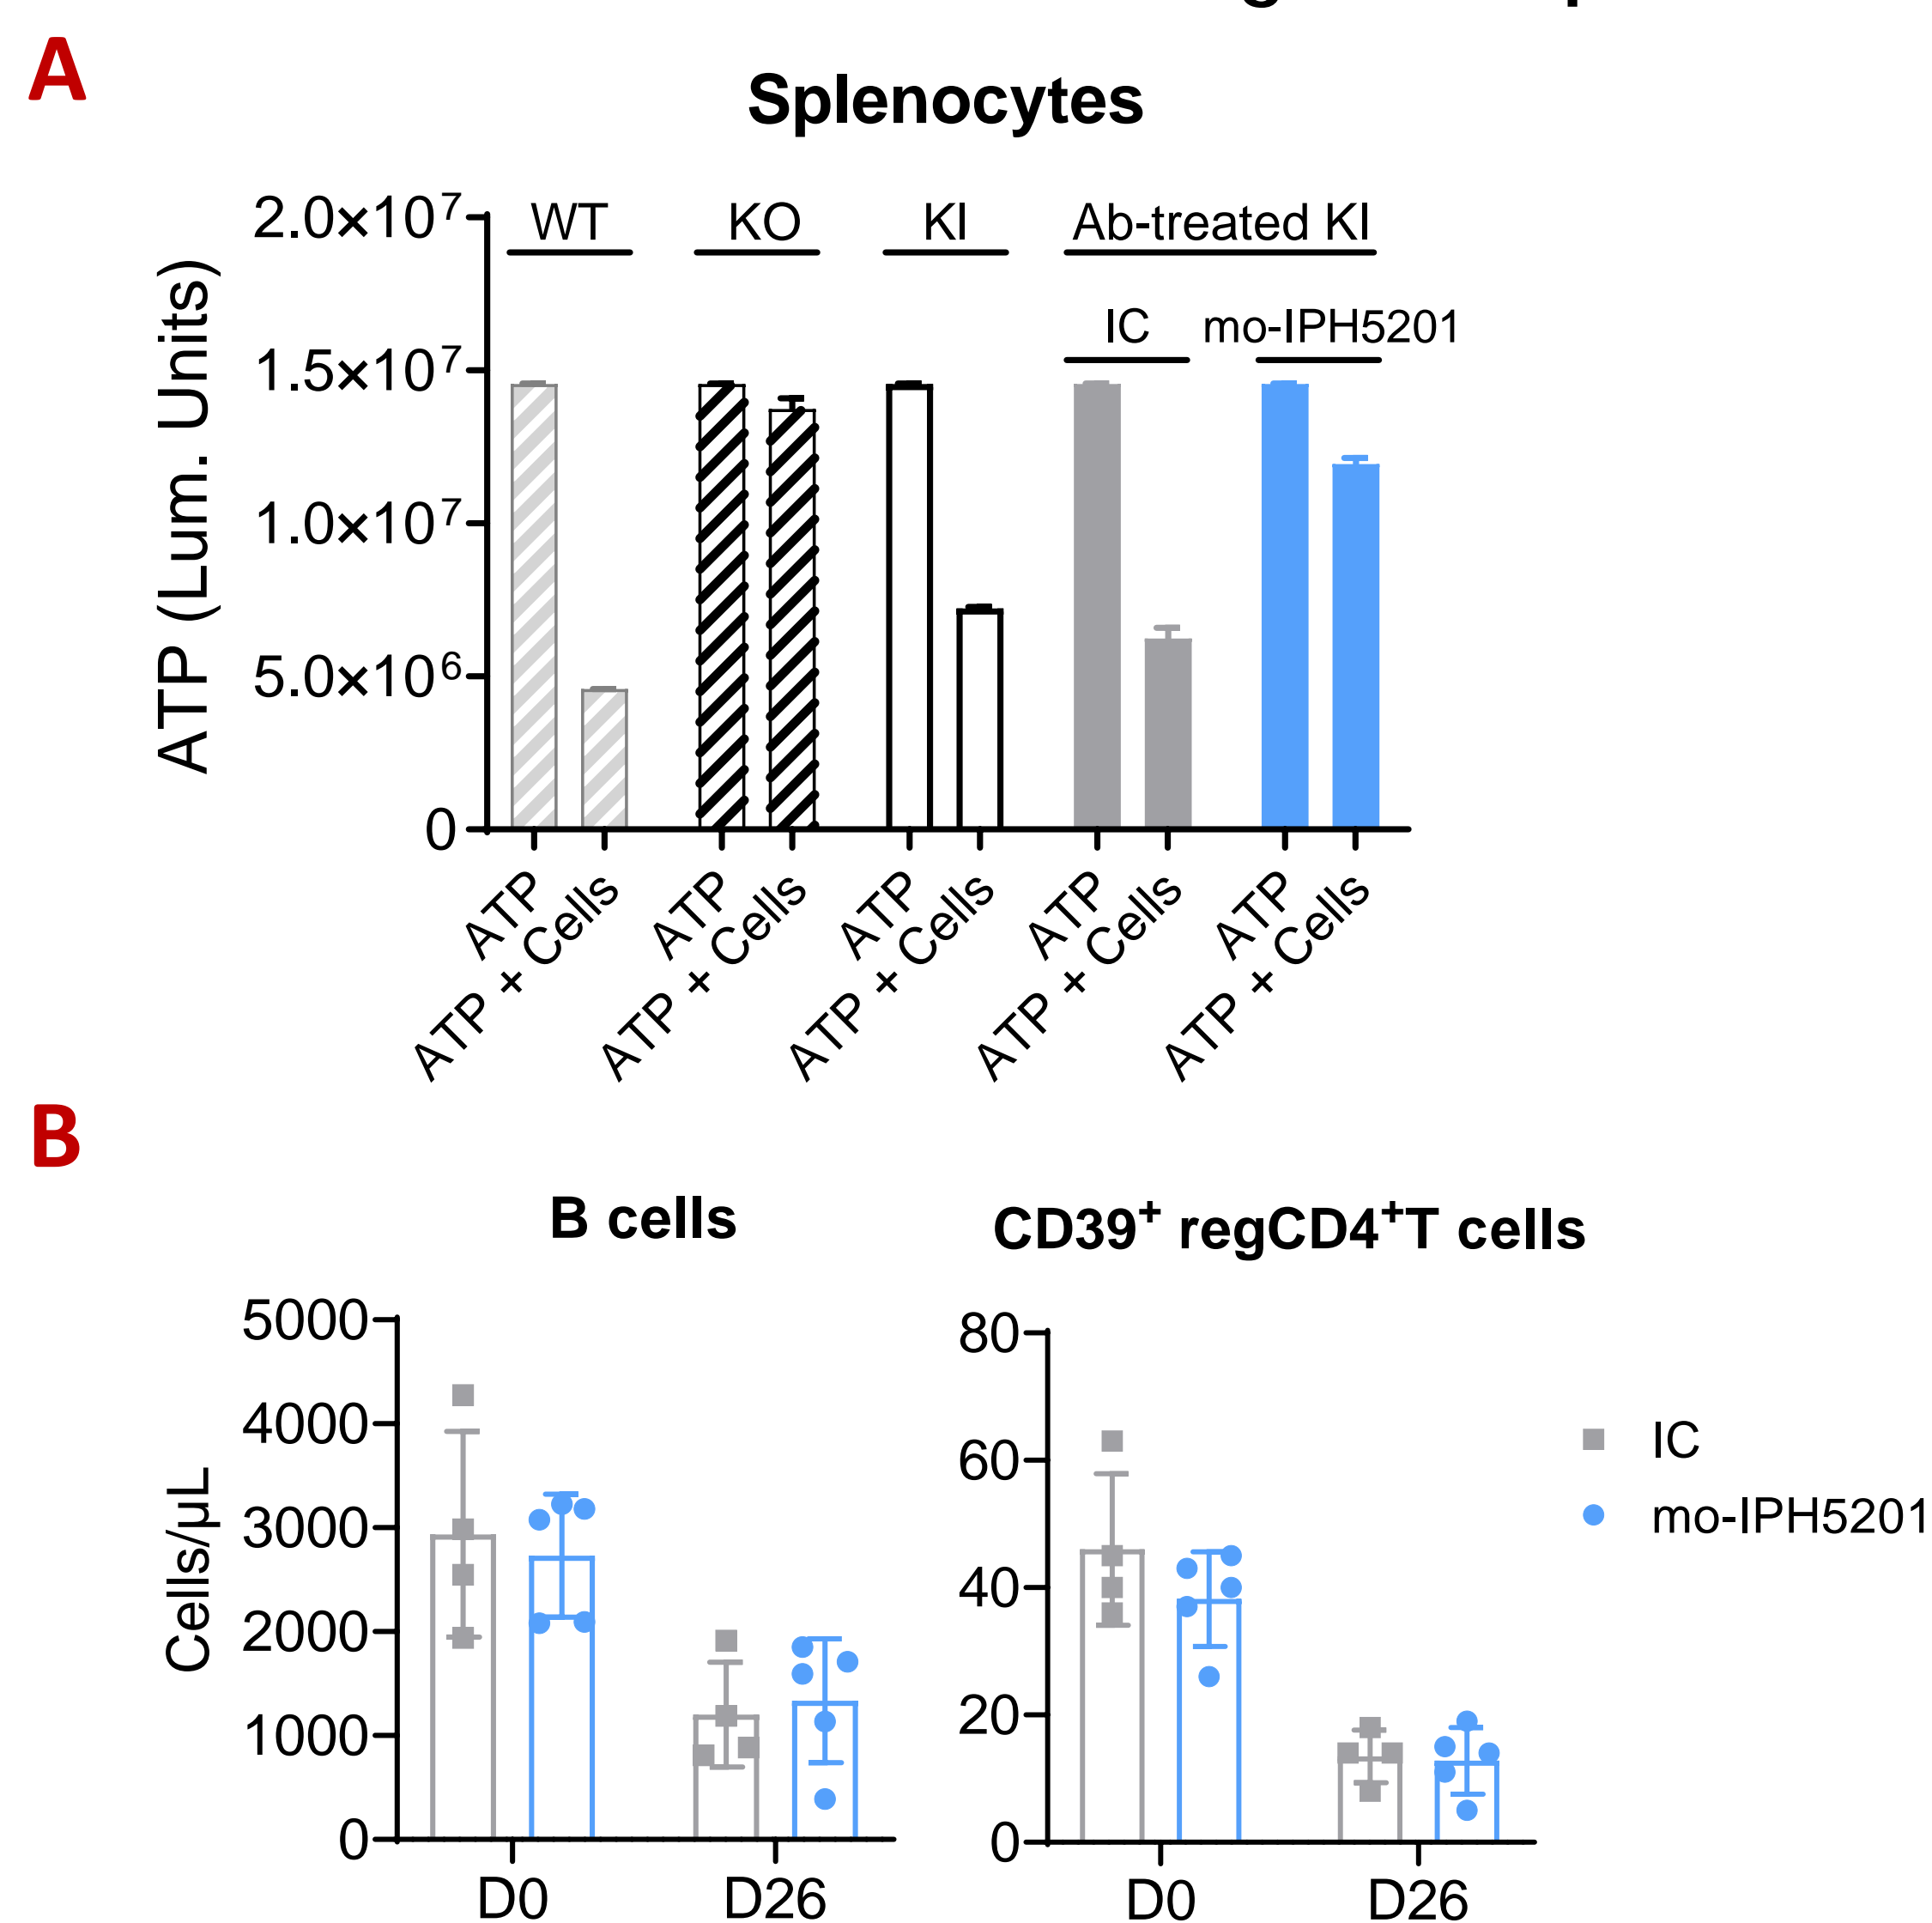 A
Splenocytes
ATP (Lum. Units)
2.0×10⁷
1.5×10⁷
1.0×10⁷
5.0×10⁶
0
WT
KO
KI
Ab-treated KI
IC
mo-IPH5201
ATP
ATP + Cells
ATP
ATP + Cells
ATP
ATP + Cells
ATP
ATP + Cells
ATP
ATP + Cells
B
B cells
Cells/µL
5000
4000
3000
2000
1000
0
D0
D26
CD39⁺ regCD4⁺T cells
80
60
40
20
0
D0
D26
IC
mo-IPH5201